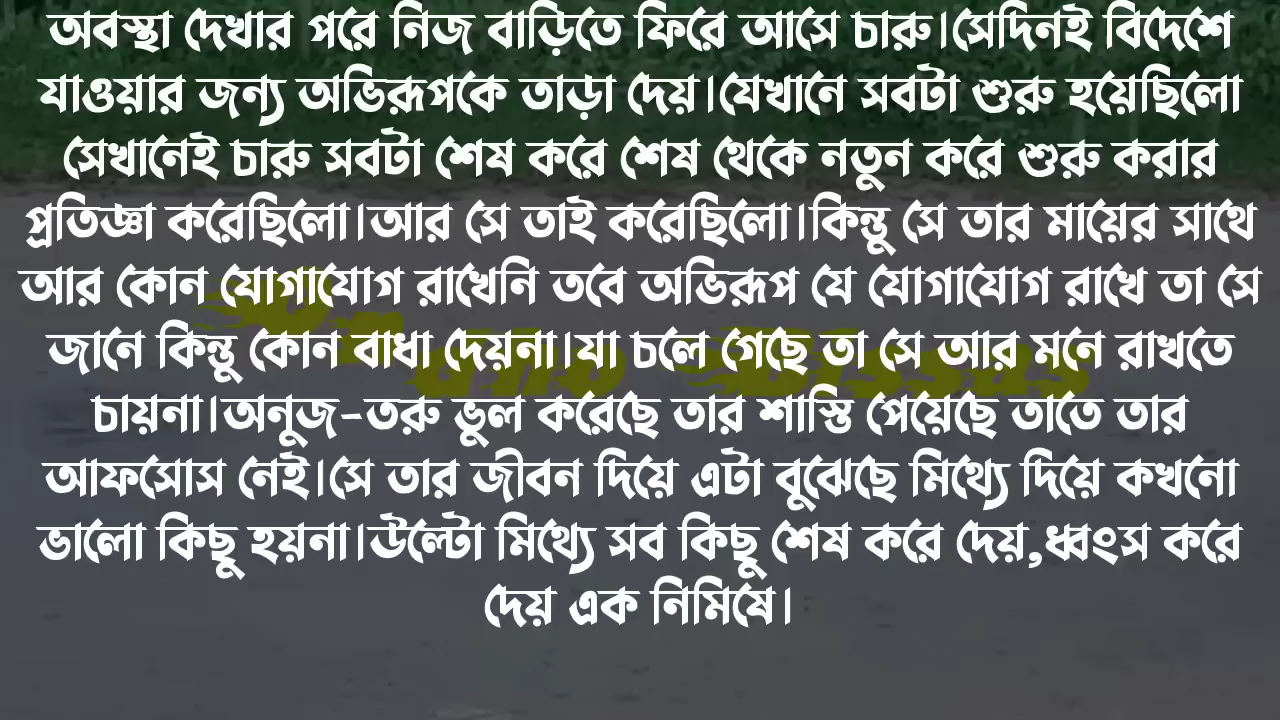 অবস্থা দেখার পরে নিজ বাড়িতে ফিরে আসে চারু।সেদিনই বিদেশে
যাওয়ার জন্য অভিরূপকে তাড়া দেয়।যেখানে সবটা শুরু হয়েছিলো
সেখানেই চারু সবটা শেষ করে শেষ থেকে নতুন করে শুরু করার
প্রতিজ্ঞা করেছিলো।আর সে তাই করেছিলো।কিন্তু সে তার মায়ের সাথে
আর কোন যোগাযোগ রাখেনি তবে অভিরূপ যে যোগাযোগ রাখে তা সে
জানে কিন্তু কোন বাধা দেয়না।যা চলে গেছে তা সে আর মনে রাখতে
চায়না।অনুজ-তরু ভুল করেছে তার শাস্তি পেয়েছে তাতে তার
আফসোস নেই।সে তার জীবন দিয়ে এটা বুঝেছে মিথ্যে দিয়ে কখনো
ভালো কিছু হয়না।উল্টো মিথ্যে সব কিছু শেষ করে দেয়,ধ্বংস করে
দেয় এক নিমিষে।